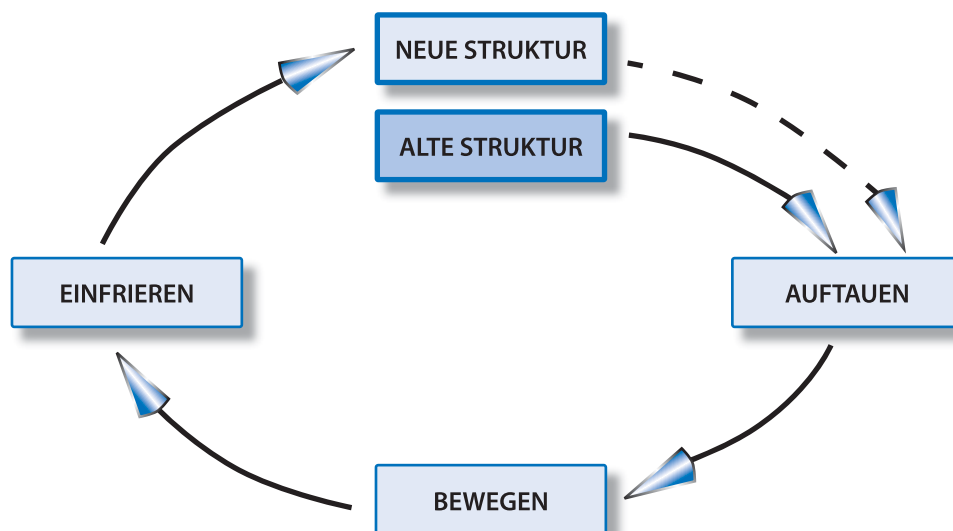 NEUE STRUKTUR
ALTE STRUKTUR
EINFRIEREN
AUFTAUEN
BEWEGEN